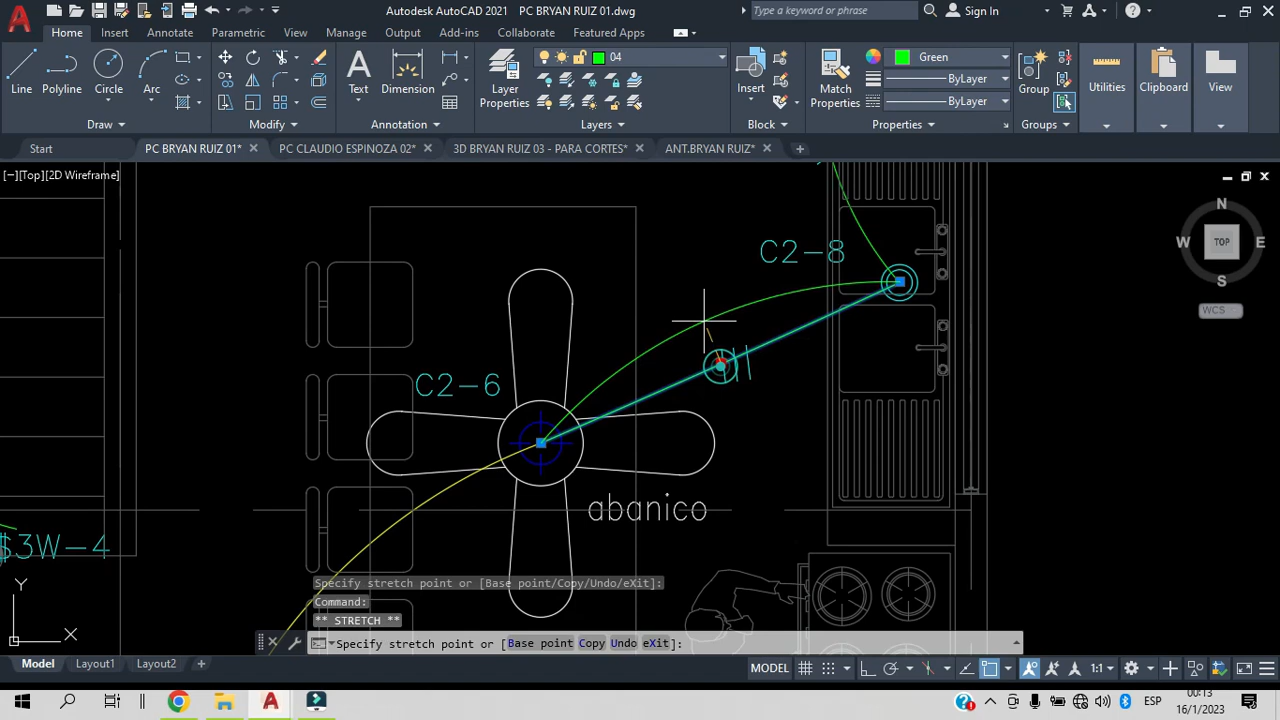 Autodesk AutoCAD 2021 PC BRYAN RUIZ 01.dwg
Type a keyword or phrase
Sign In
Home Insert Annotate Parametric View Manage Output Add-ins Collaborate Featured Apps
Line Polyline Circle Arc
Text Dimension
Layer Properties
04
Insert
Match Properties
Green
ByLayer
ByLayer
Group
Utilities
Clipboard
View
Draw Modify Annotation Layers Block Properties Groups
Start PC BRYAN RUIZ 01* PC CLAUDIO ESPINOZA 02* 3D BRYAN RUIZ 03 - PARA CORTES* ANT.BRYAN RUIZ*
[−][Top][2D Wireframe]
N
W TOP E
S
WCS
C2-8
C2-6
abanico
$3W-4
Specify stretch point or [Base point/Copy/Undo/eXit]:
Command:
** STRETCH **
Specify stretch point or [Base point Copy Undo eXit]:
Y
X
Model Layout1 Layout2
MODEL
1:1
ESP
00:13
16/1/2023